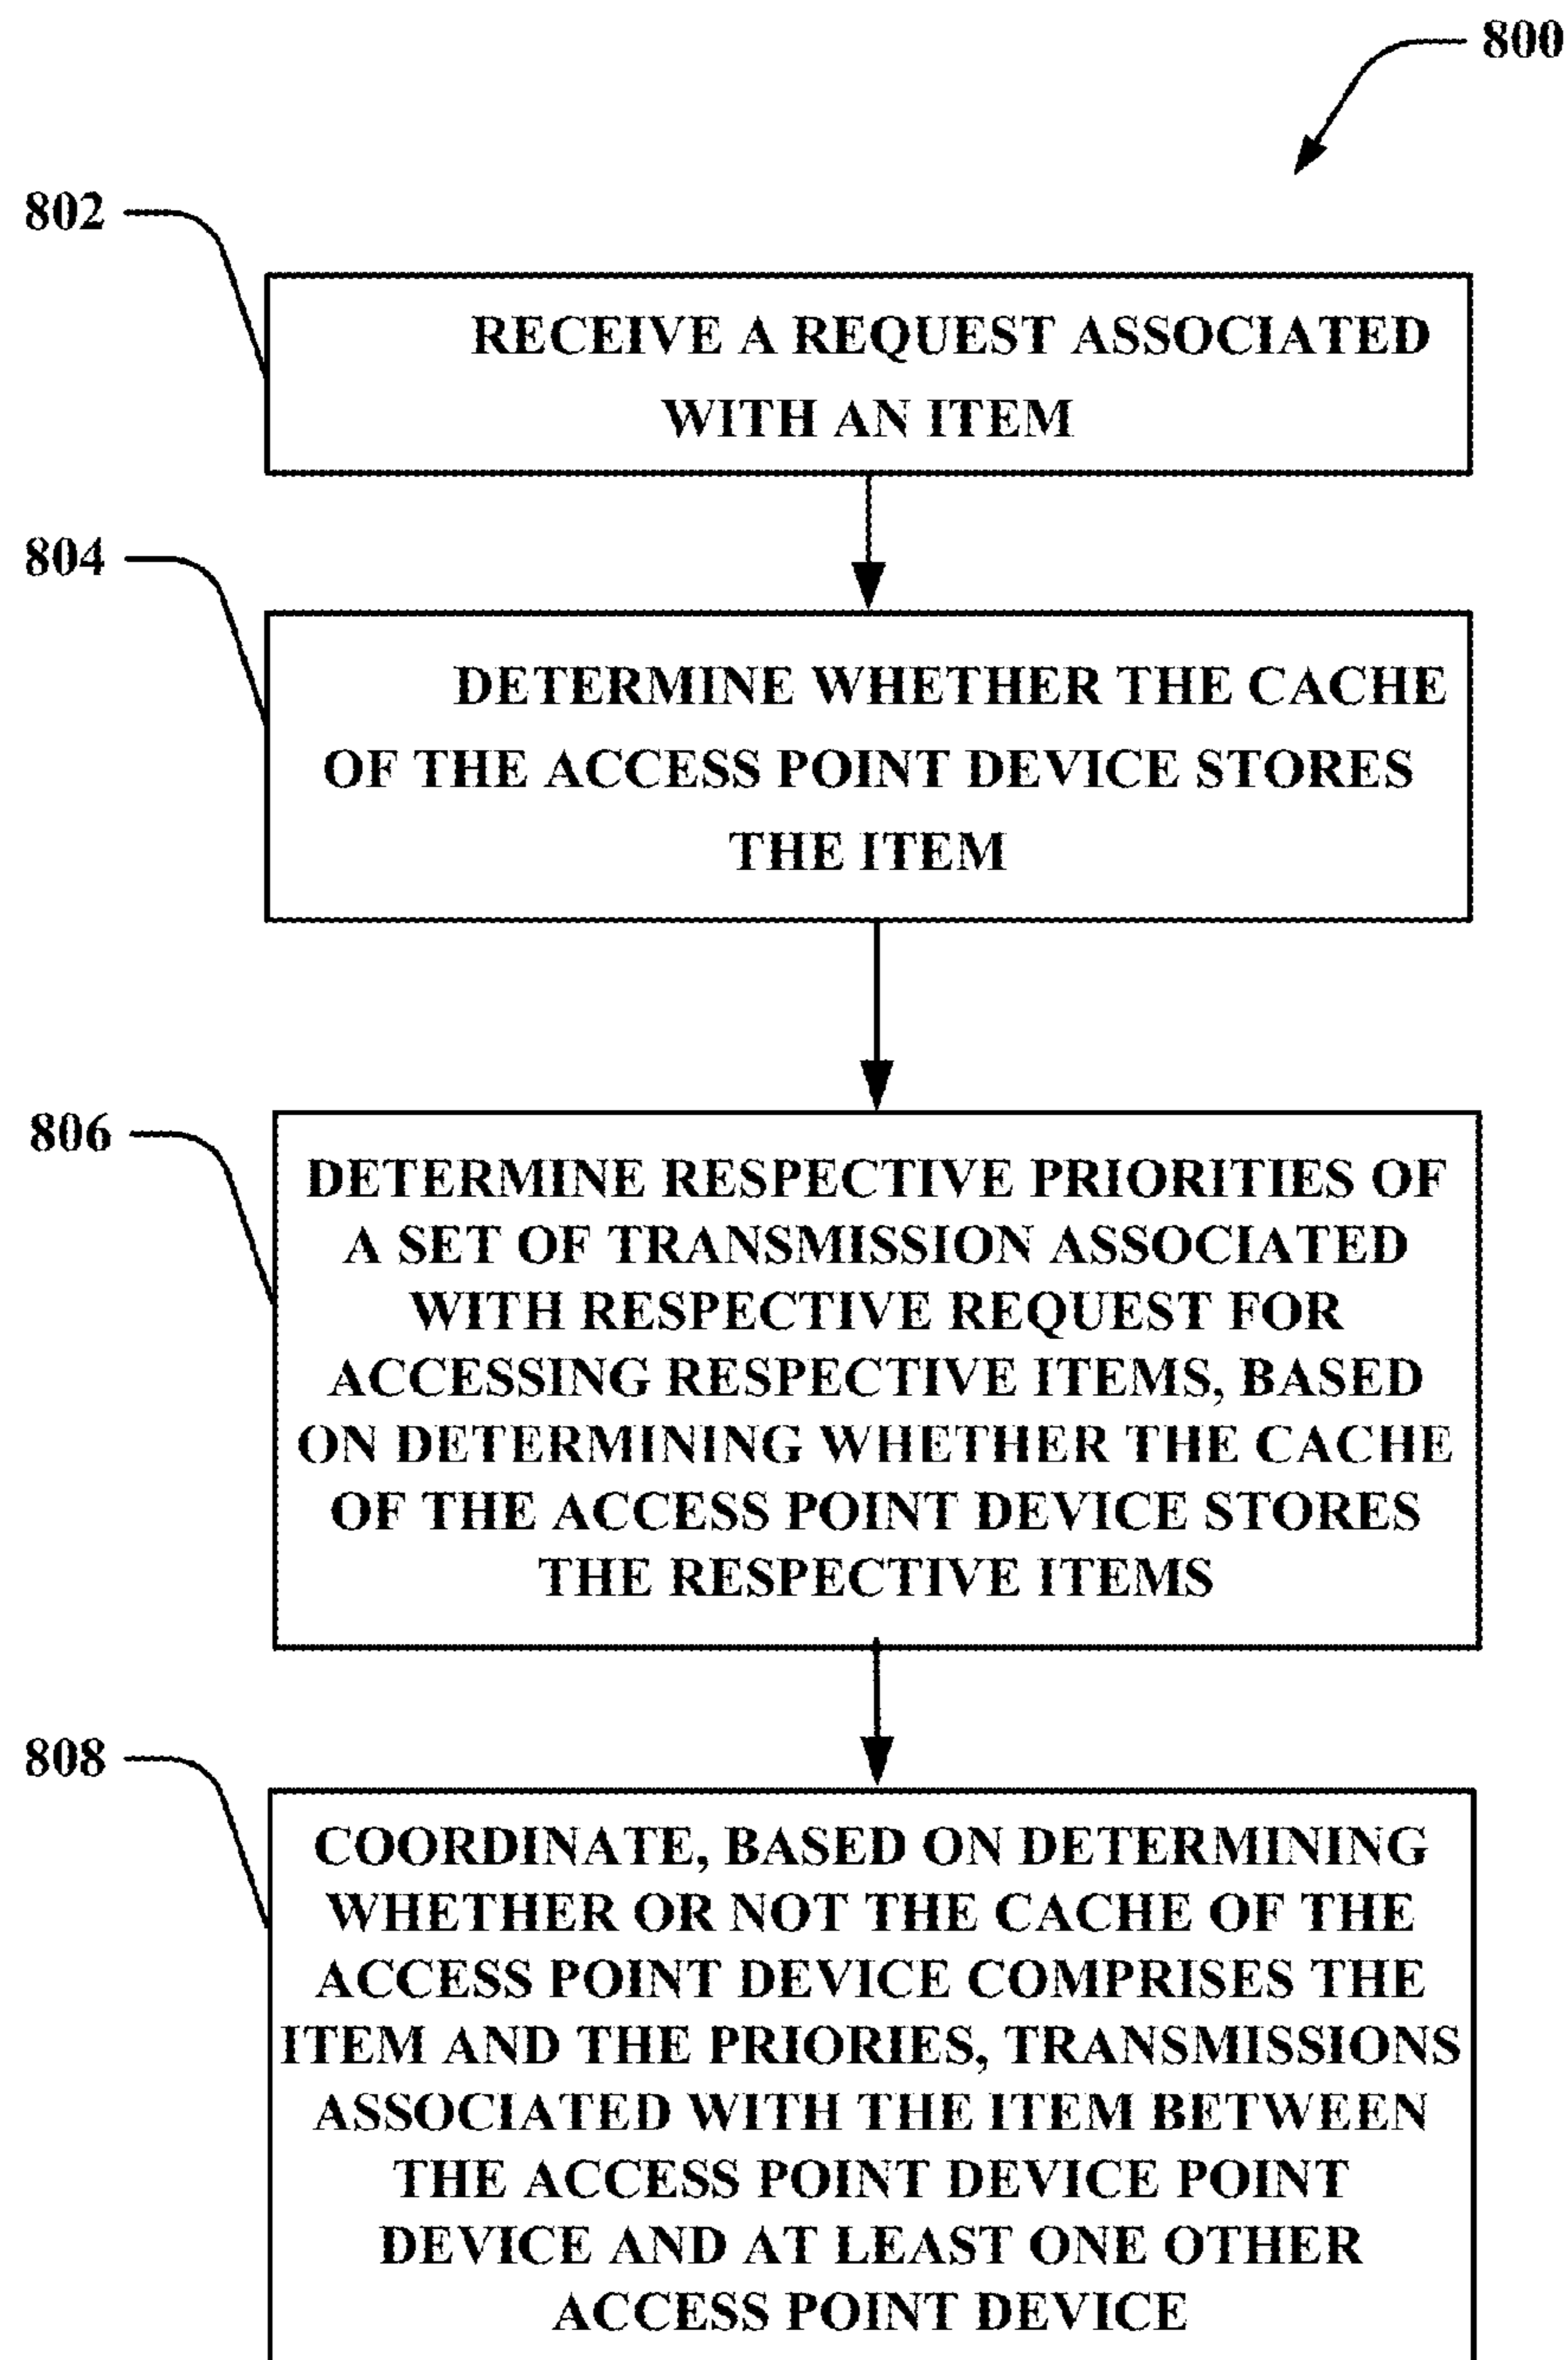 800
802
RECEIVE A REQUEST ASSOCIATED
WITH AN ITEM
804
DETERMINE WHETHER THE CACHE
OF THE ACCESS POINT DEVICE STORES
THE ITEM
806
DETERMINE RESPECTIVE PRIORITIES OF
A SET OF TRANSMISSION ASSOCIATED
WITH RESPECTIVE REQUEST FOR
ACCESSING RESPECTIVE ITEMS, BASED
ON DETERMINING WHETHER THE CACHE
OF THE ACCESS POINT DEVICE STORES
THE RESPECTIVE ITEMS
808
COORDINATE, BASED ON DETERMINING
WHETHER OR NOT THE CACHE OF THE
ACCESS POINT DEVICE COMPRISES THE
ITEM AND THE PRIORIES, TRANSMISSIONS
ASSOCIATED WITH THE ITEM BETWEEN
THE ACCESS POINT DEVICE POINT
DEVICE AND AT LEAST ONE OTHER
ACCESS POINT DEVICE